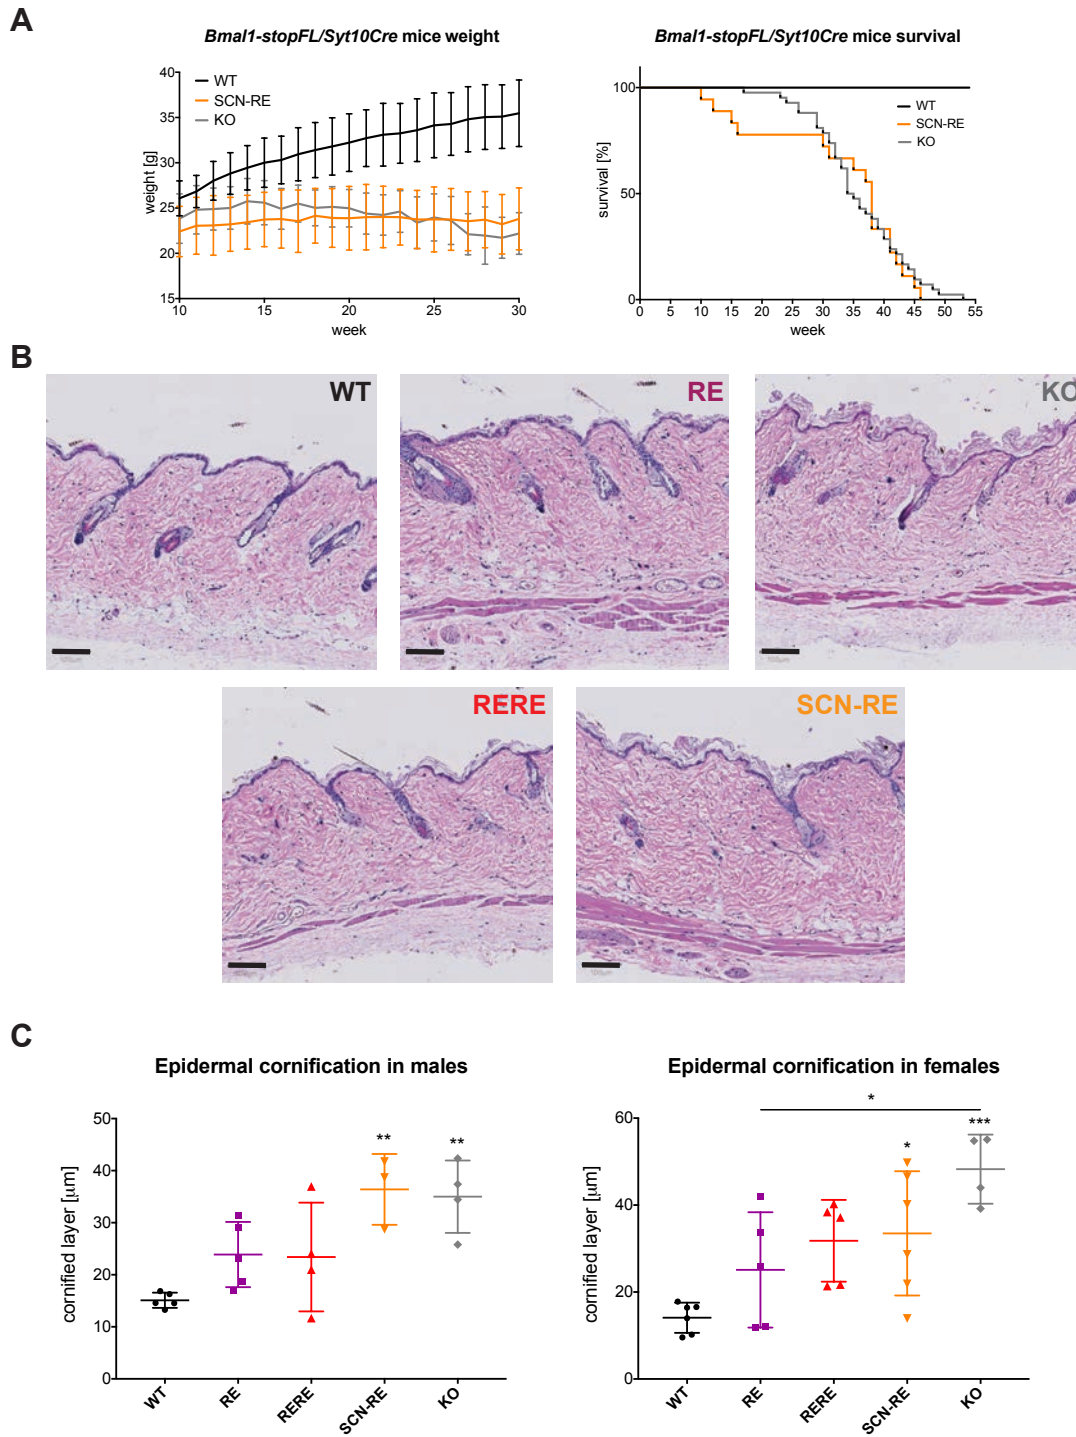 A
Bmal1-stopFL/Syt10Cre mice weight
40
35
30
25
20
15
weight [g]
WT
SCN-RE
KO
10
15
20
25
30
week
Bmal1-stopFL/Syt10Cre mice survival
100
50
0
survival [%]
WT
SCN-RE
KO
0
5
10
15
20
25
30
35
40
45
50
55
week
B
WT
RE
KO
RERE
SCN-RE
C
Epidermal cornification in males
50
40
30
20
10
0
cornified layer [µm]
**
**
WT
RE
RERE
SCN-RE
KO
Epidermal cornification in females
60
40
20
0
cornified layer [µm]
*
*
***
WT
RE
RERE
SCN-RE
KO